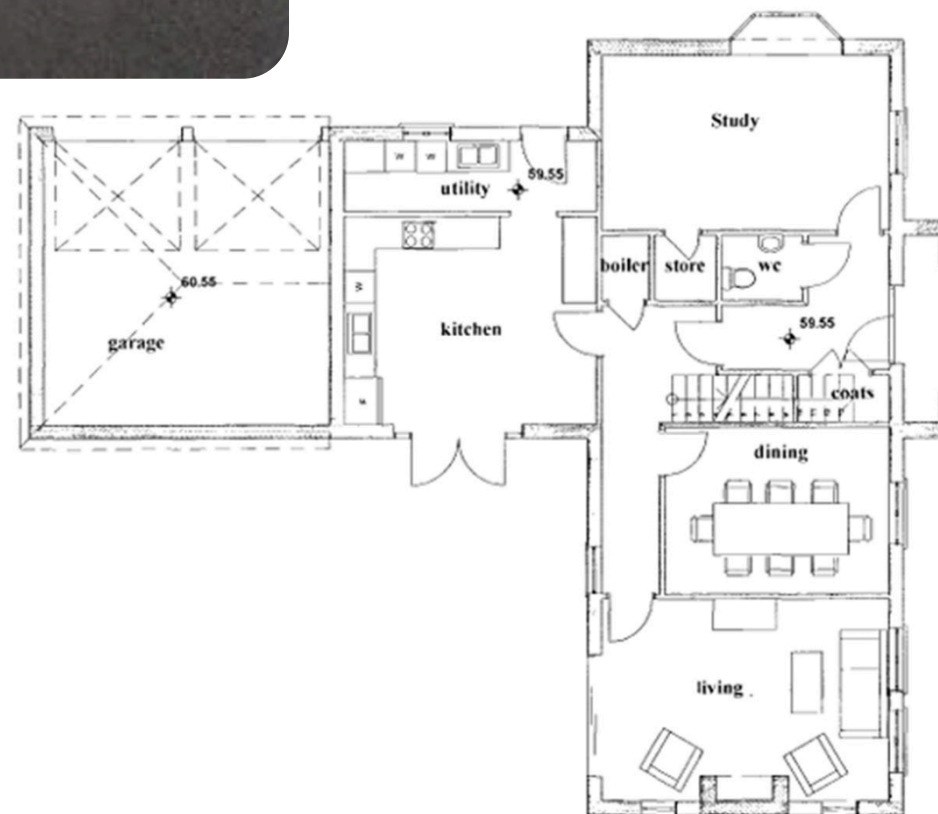 Study
W W
59.55
utility
boiler store wc
60.55
W
59.55
kitchen
garage
coats
dining
living